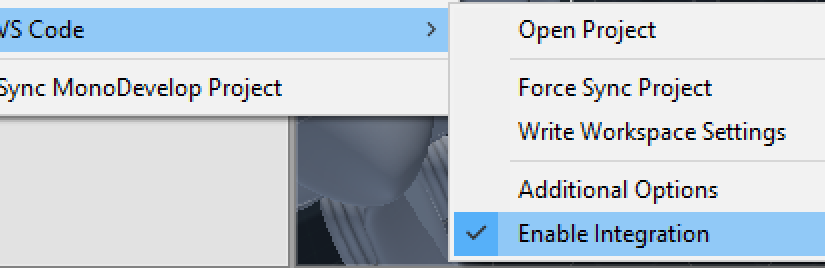 VS Code
Sync MonoDevelop Project
Open Project
Force Sync Project
Write Workspace Settings
Additional Options
Enable Integration